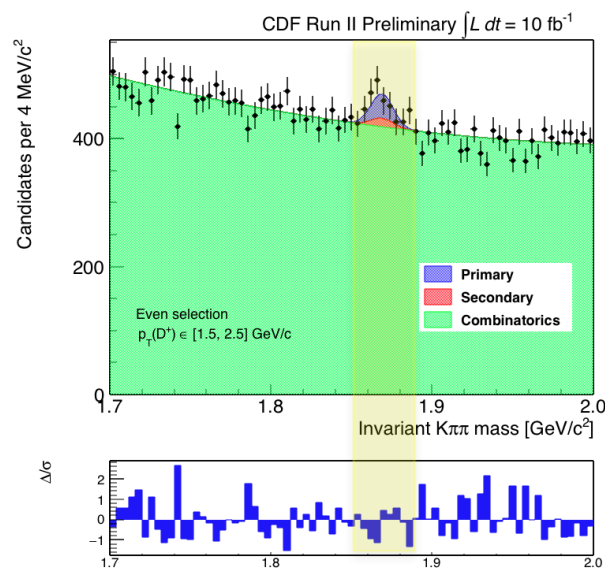 CDF Run II Preliminary ∫L dt = 10 fb⁻¹
Candidates per 4 MeV/c²
400
200
0
Primary
Secondary
Combinatorics
Even selection
p_T(D⁺) ∈ [1.5, 2.5] GeV/c
1.7 1.8 1.9 2.0
Invariant Kππ mass [GeV/c²]
Δ/σ
2
1
0
−1
1.7 1.8 1.9 2.0